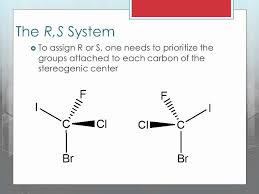 The R,S System
To assign R or S, one needs to prioritize the
groups attached to each carbon of the
stereogenic center
F F
I I
C Cl Cl C
Br Br